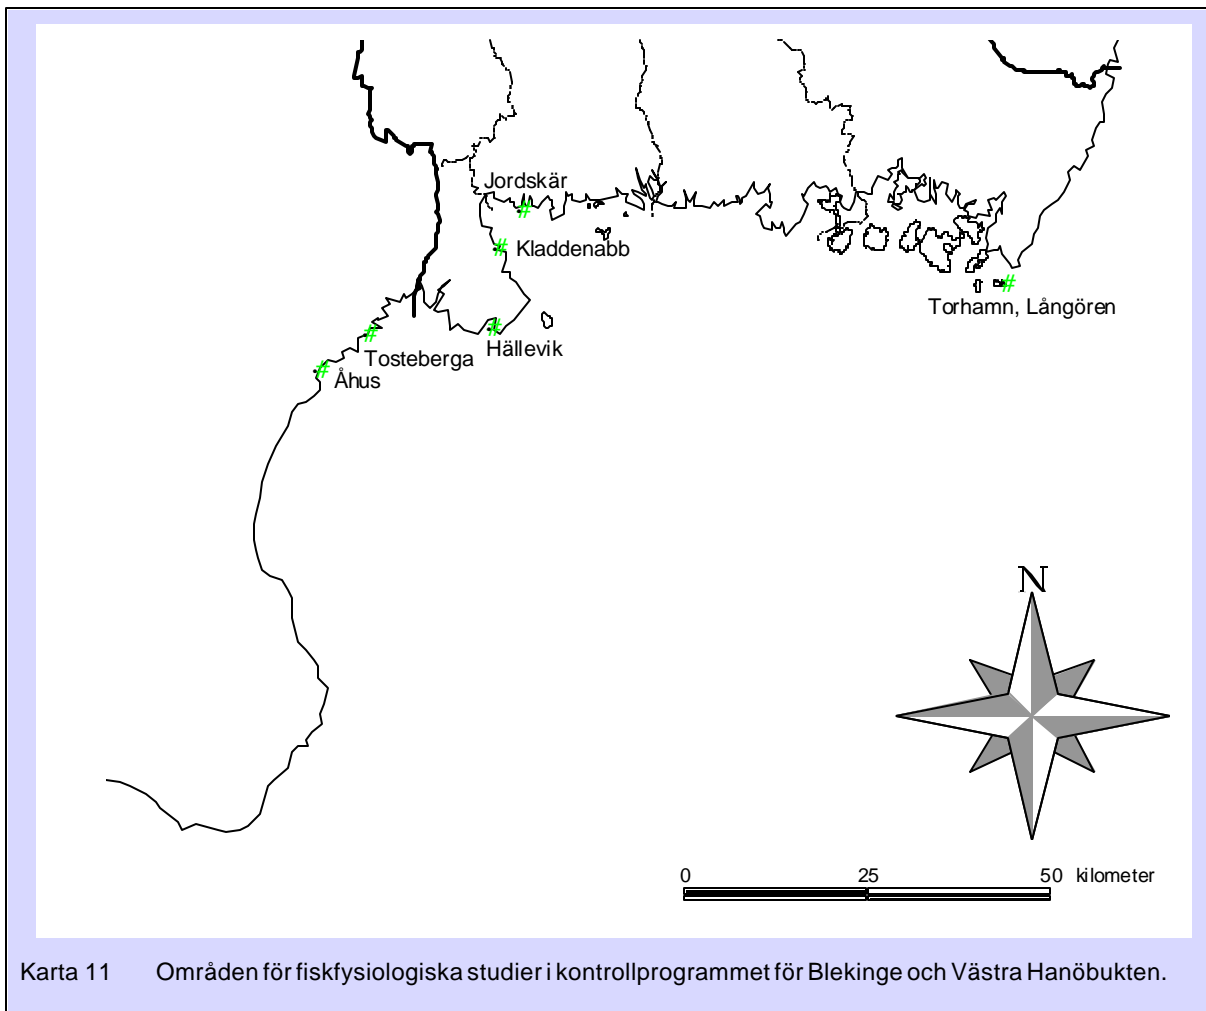 Jordskär
Kladdenabb
Torhamn, Långören
Hällevik
Tosteberga
Åhus
N
0 25 50 kilometer
Karta 11 Områden för fiskfysiologiska studier i kontrollprogrammet för Blekinge och Västra Hanöbukten.